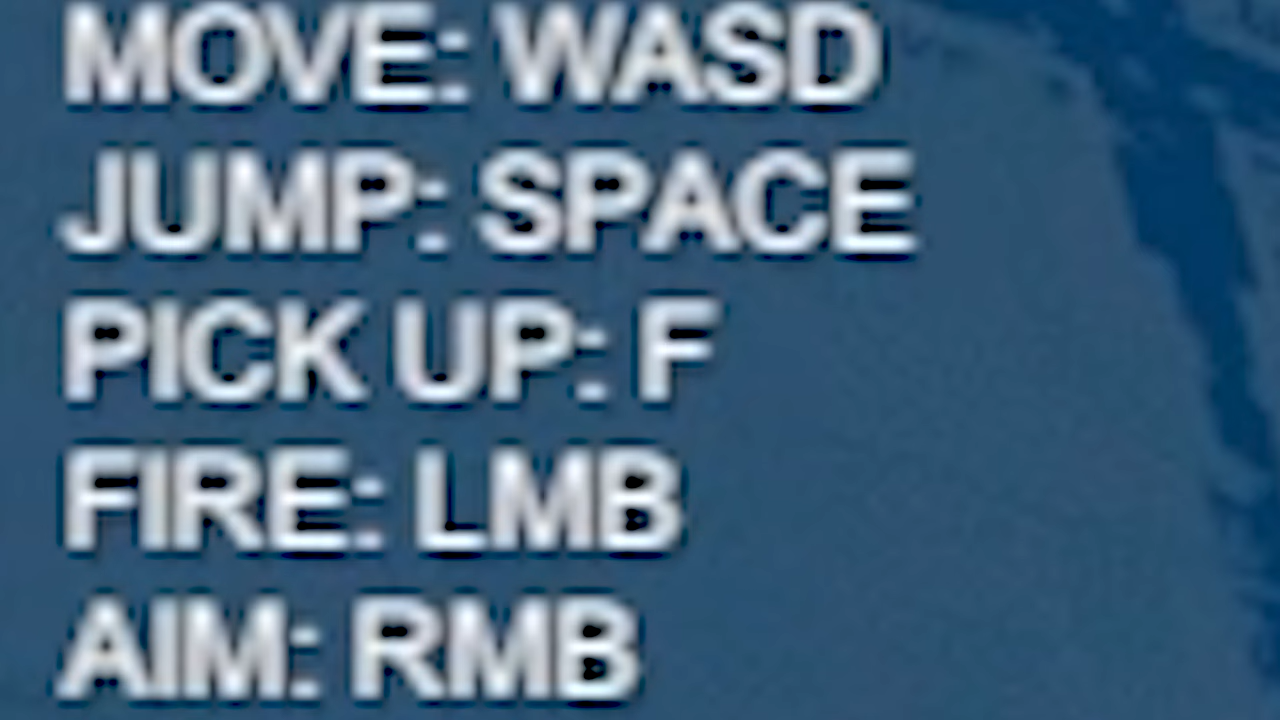 MOVE: WASD
JUMP: SPACE
PICK UP: F
FIRE: LMB
AIM: RMB